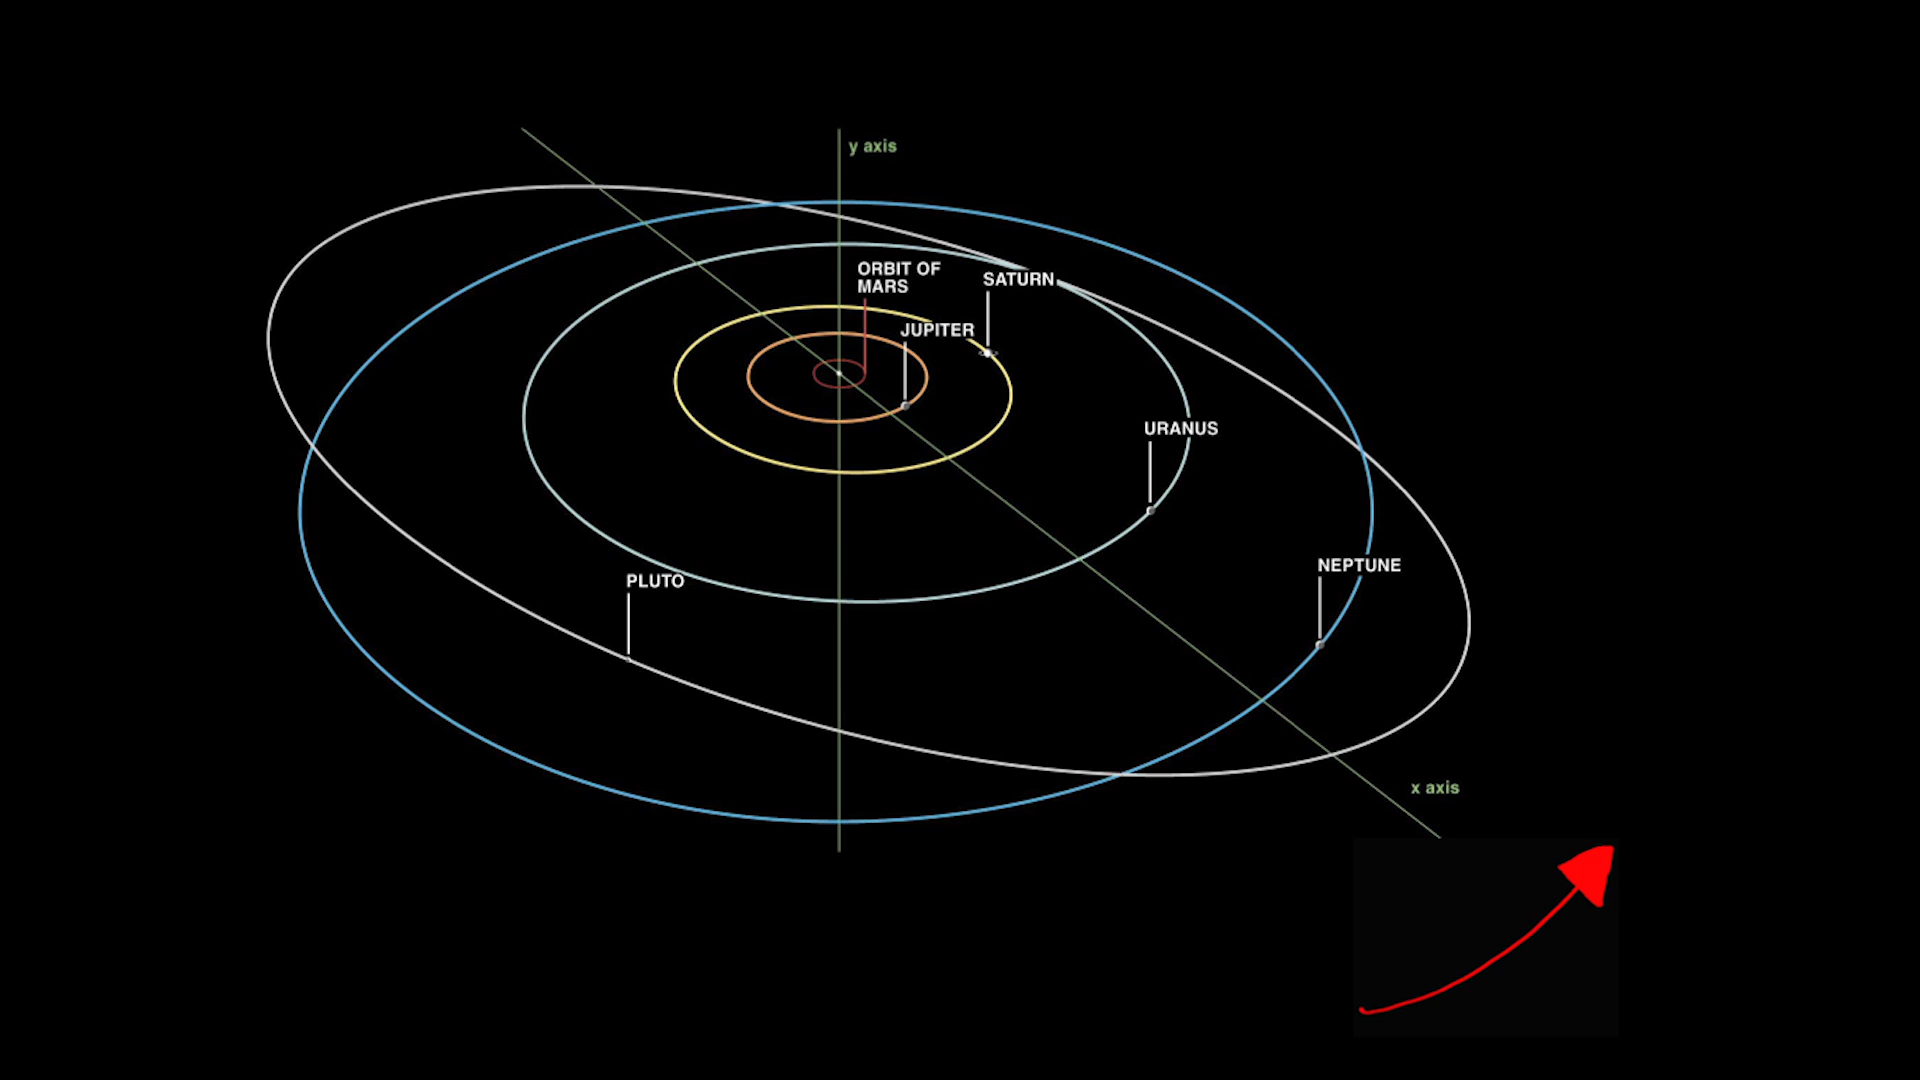 y axis
ORBIT OF
MARS
SATURN
JUPITER
URANUS
NEPTUNE
PLUTO
x axis